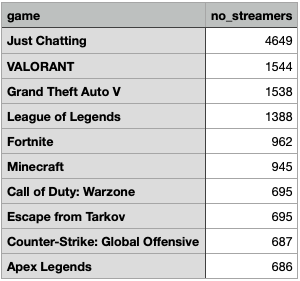 game no_streamers
Just Chatting 4649
VALORANT 1544
Grand Theft Auto V 1538
League of Legends 1388
Fortnite 962
Minecraft 945
Call of Duty: Warzone 695
Escape from Tarkov 695
Counter-Strike: Global Offensive 687
Apex Legends 686